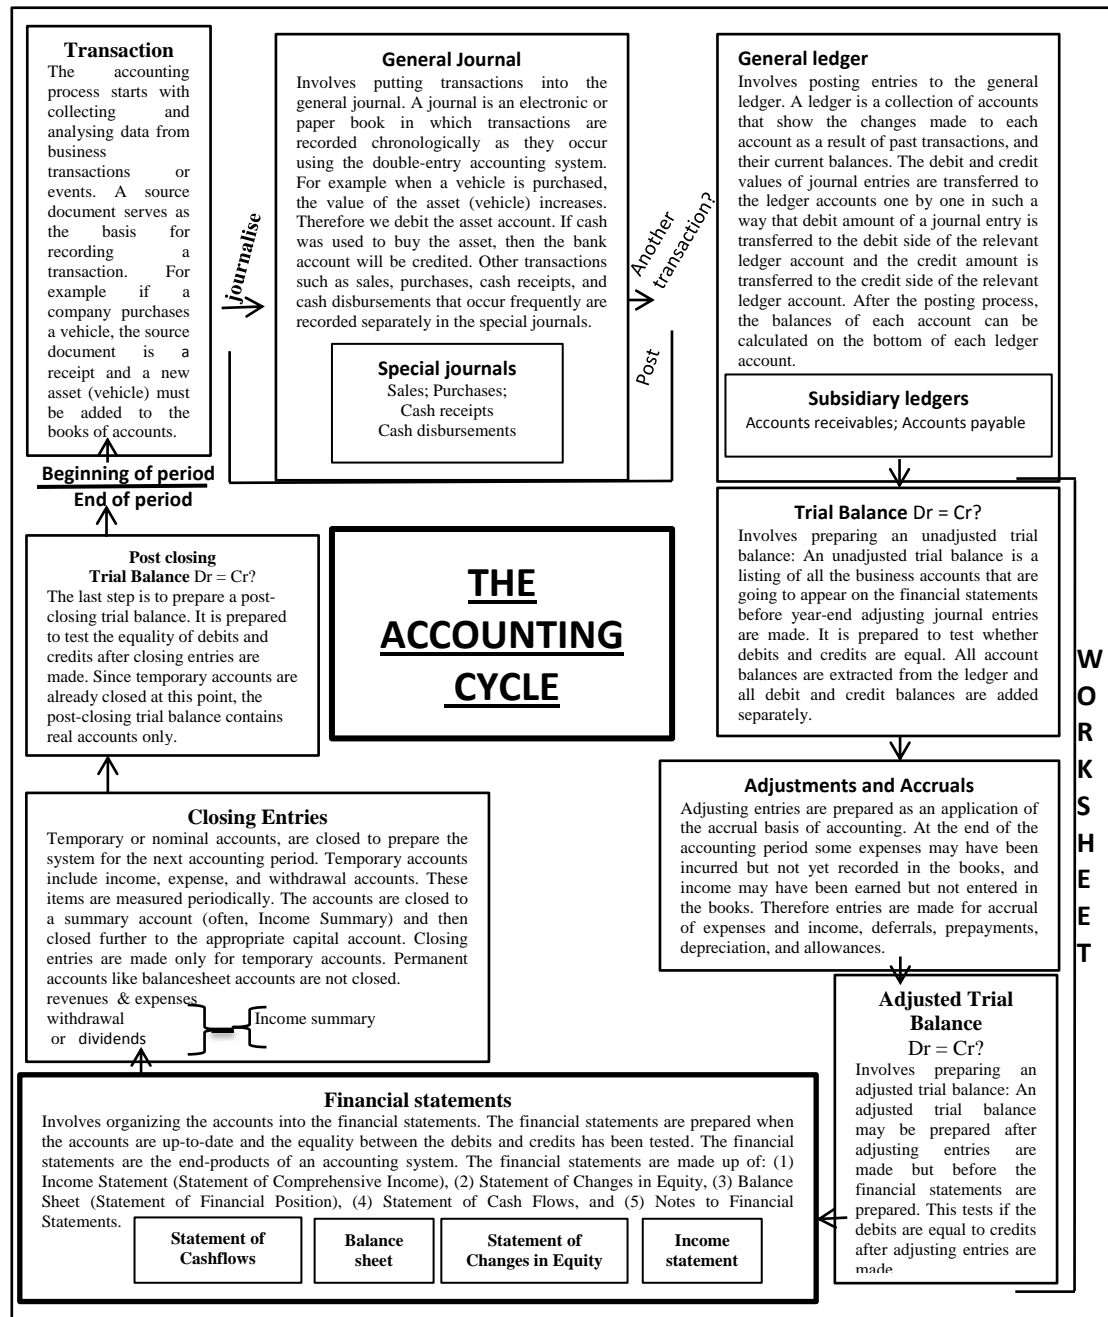 Transaction
The accounting
process starts with
collecting and
analysing data from
business
transactions or
events. A source
document serves as
the basis for
recording a
transaction. For
example if a
company purchases
a vehicle, the source
document is a
receipt and a new
asset (vehicle) must
be added to the
books of accounts.
journalise
General Journal
Involves putting transactions into the
general journal. A journal is an electronic or
paper book in which transactions are
recorded chronologically as they occur
using the double-entry accounting system.
For example when a vehicle is purchased,
the value of the asset (vehicle) increases.
Therefore we debit the asset account. If cash
was used to buy the asset, then the bank
account will be credited. Other transactions
such as sales, purchases, cash receipts, and
cash disbursements that occur frequently are
recorded separately in the special journals.
Special journals
Sales; Purchases;
Cash receipts
Cash disbursements
Another
transaction?
Post
General ledger
Involves posting entries to the general
ledger. A ledger is a collection of accounts
that show the changes made to each
account as a result of past transactions, and
their current balances. The debit and credit
values of journal entries are transferred to
the ledger accounts one by one in such a
way that debit amount of a journal entry is
transferred to the debit side of the relevant
ledger account and the credit amount is
transferred to the credit side of the relevant
ledger account. After the posting process,
the balances of each account can be
calculated on the bottom of each ledger
account.
Subsidiary ledgers
Accounts receivables; Accounts payable
Trial Balance Dr = Cr?
Involves preparing an unadjusted trial
balance: An unadjusted trial balance is a
listing of all the business accounts that are
going to appear on the financial statements
before year-end adjusting journal entries
are made. It is prepared to test whether
debits and credits are equal. All account
balances are extracted from the ledger and
all debit and credit balances are added
separately.
Adjustments and Accruals
Adjusting entries are prepared as an application
of the accrual basis of accounting. At the end of the
accounting period some expenses may have been
incurred but not yet recorded in the books, and
income may have been earned but not entered in
the books. Therefore entries are made for accrual
of expenses and income, deferrals, prepayments,
depreciation, and allowances.
Adjusted Trial
Balance
Dr = Cr?
Involves preparing an
adjusted trial balance: An
adjusted trial balance
may be prepared after
adjusting entries are
made but before the
financial statements are
prepared. This tests if the
debits are equal to credits
after adjusting entries are
made
WORKSHEET
THE
ACCOUNTING
CYCLE
Financial statements
Involves organizing the accounts into the financial statements. The financial statements are prepared when
the accounts are up-to-date and the equality between the debits and credits has been tested. The financial
statements are the end-products of an accounting system. The financial statements are made up of: (1)
Income Statement (Statement of Comprehensive Income), (2) Statement of Changes in Equity, (3) Balance
Sheet (Statement of Financial Position), (4) Statement of Cash Flows, and (5) Notes to Financial
Statements.
Statement of
Cashflows
Balance
sheet
Statement of
Changes in Equity
Income
statement
Closing Entries
Temporary or nominal accounts, are closed to prepare the
system for the next accounting period. Temporary accounts
include income, expense, and withdrawal accounts. These
items are measured periodically. The accounts are closed to
a summary account (often, Income Summary) and then
closed further to the appropriate capital account. Closing
entries are made only for temporary accounts. Permanent
accounts like balancesheet accounts are not closed.
revenues & expenses
withdrawal
or dividends
Income summary
Post closing
Trial Balance Dr = Cr?
The last step is to prepare a post-
closing trial balance. It is prepared
to test the equality of debits and
credits after closing entries are
made. Since temporary accounts are
already closed at this point, the
post-closing trial balance contains
real accounts only.
Beginning of period
End of period